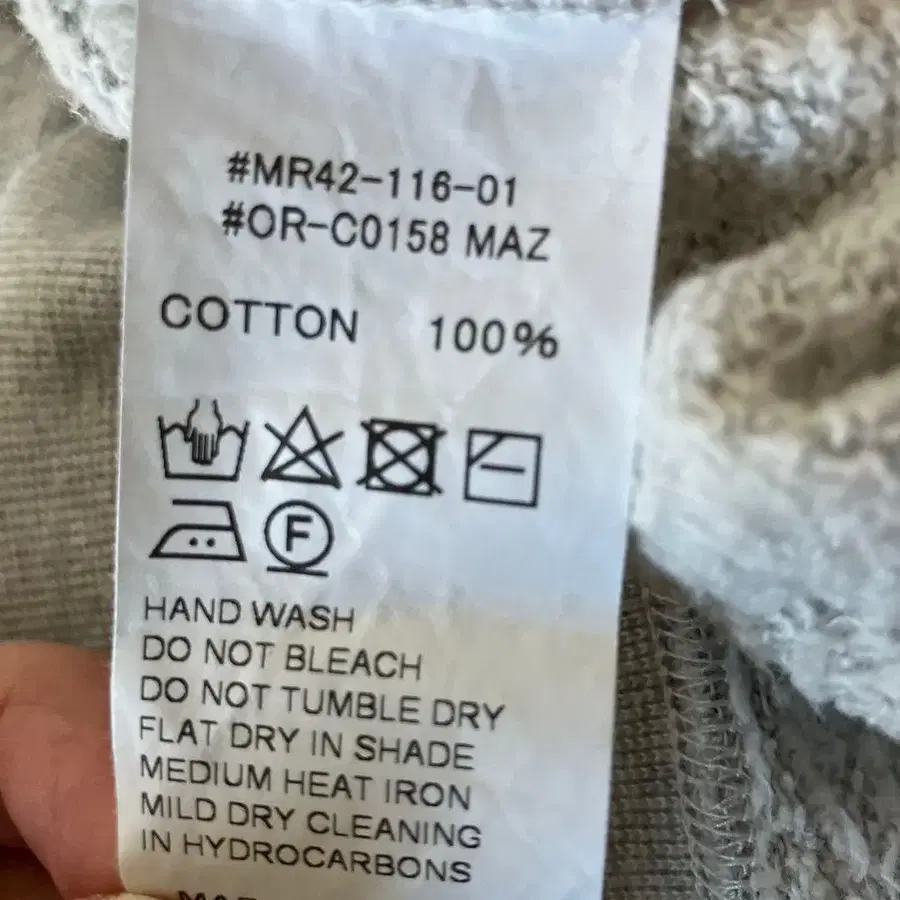 #MR42-116-01
#OR-C0158 MAZ
COTTON 100%
F
HAND WASH
DO NOT BLEACH
DO NOT TUMBLE DRY
FLAT DRY IN SHADE
MEDIUM HEAT IRON
MILD DRY CLEANING
IN HYDROCARBONS